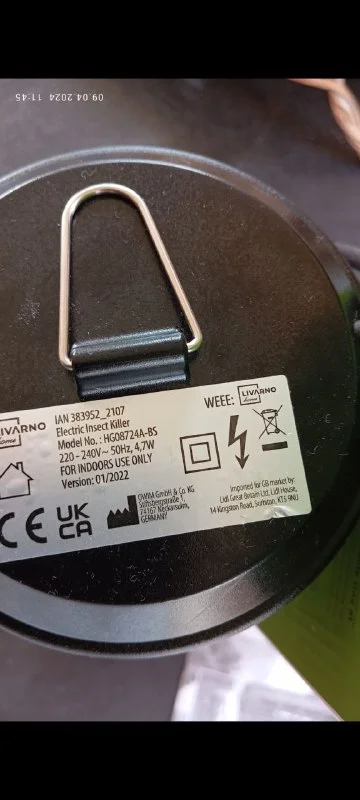 09.04.2024 11:45
LIVARNO
home
IAN 383952_2107
Electric Insect Killer
Model No.: HG08724A-BS
220 - 240V~ 50Hz, 4,7W
FOR INDOORS USE ONLY
Version: 01/2022
WEEE:
LIVARNO
home
CE
UK
CA
OWIM GmbH & Co. KG
Stiftsbergstraße 1,
74167 Neckarsulm,
GERMANY
Imported for GB market by:
Lidl Great Britain Ltd, Lidl House,
14 Kingston Road, Surbiton, KT5 9NU